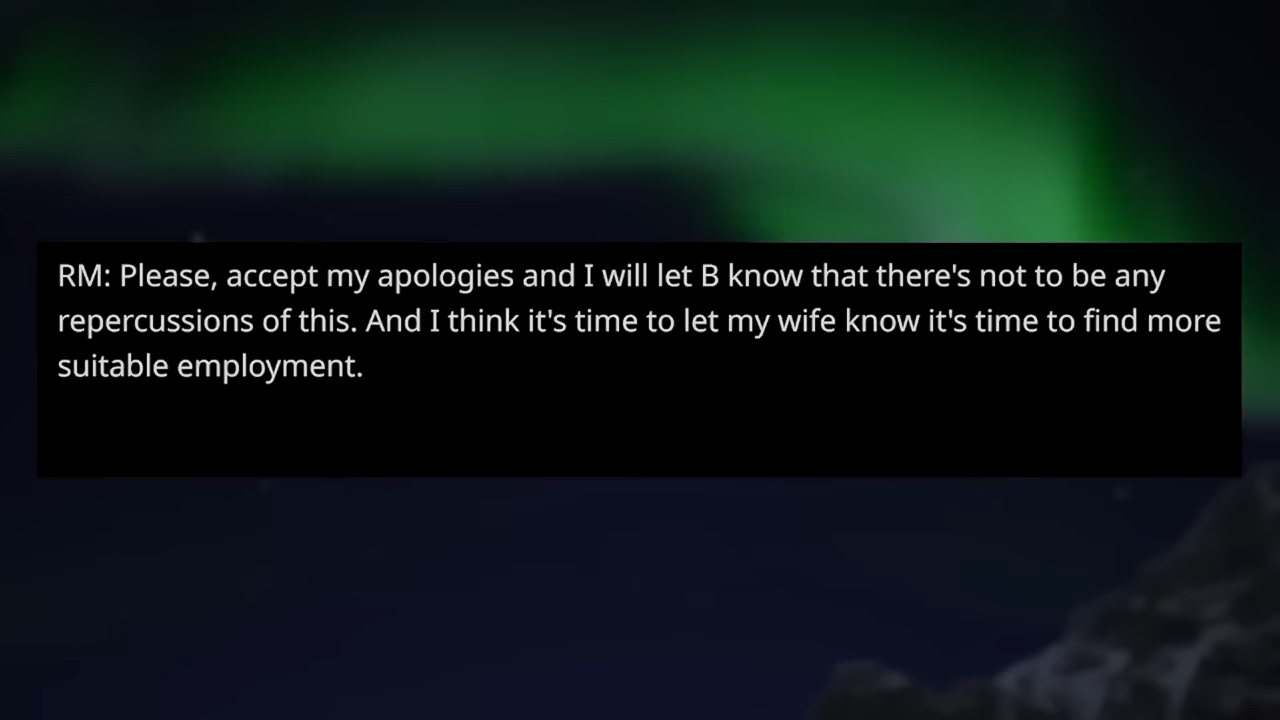 RM: Please, accept my apologies and I will let B know that there's not to be any
repercussions of this. And I think it's time to let my wife know it's time to find more
suitable employment.